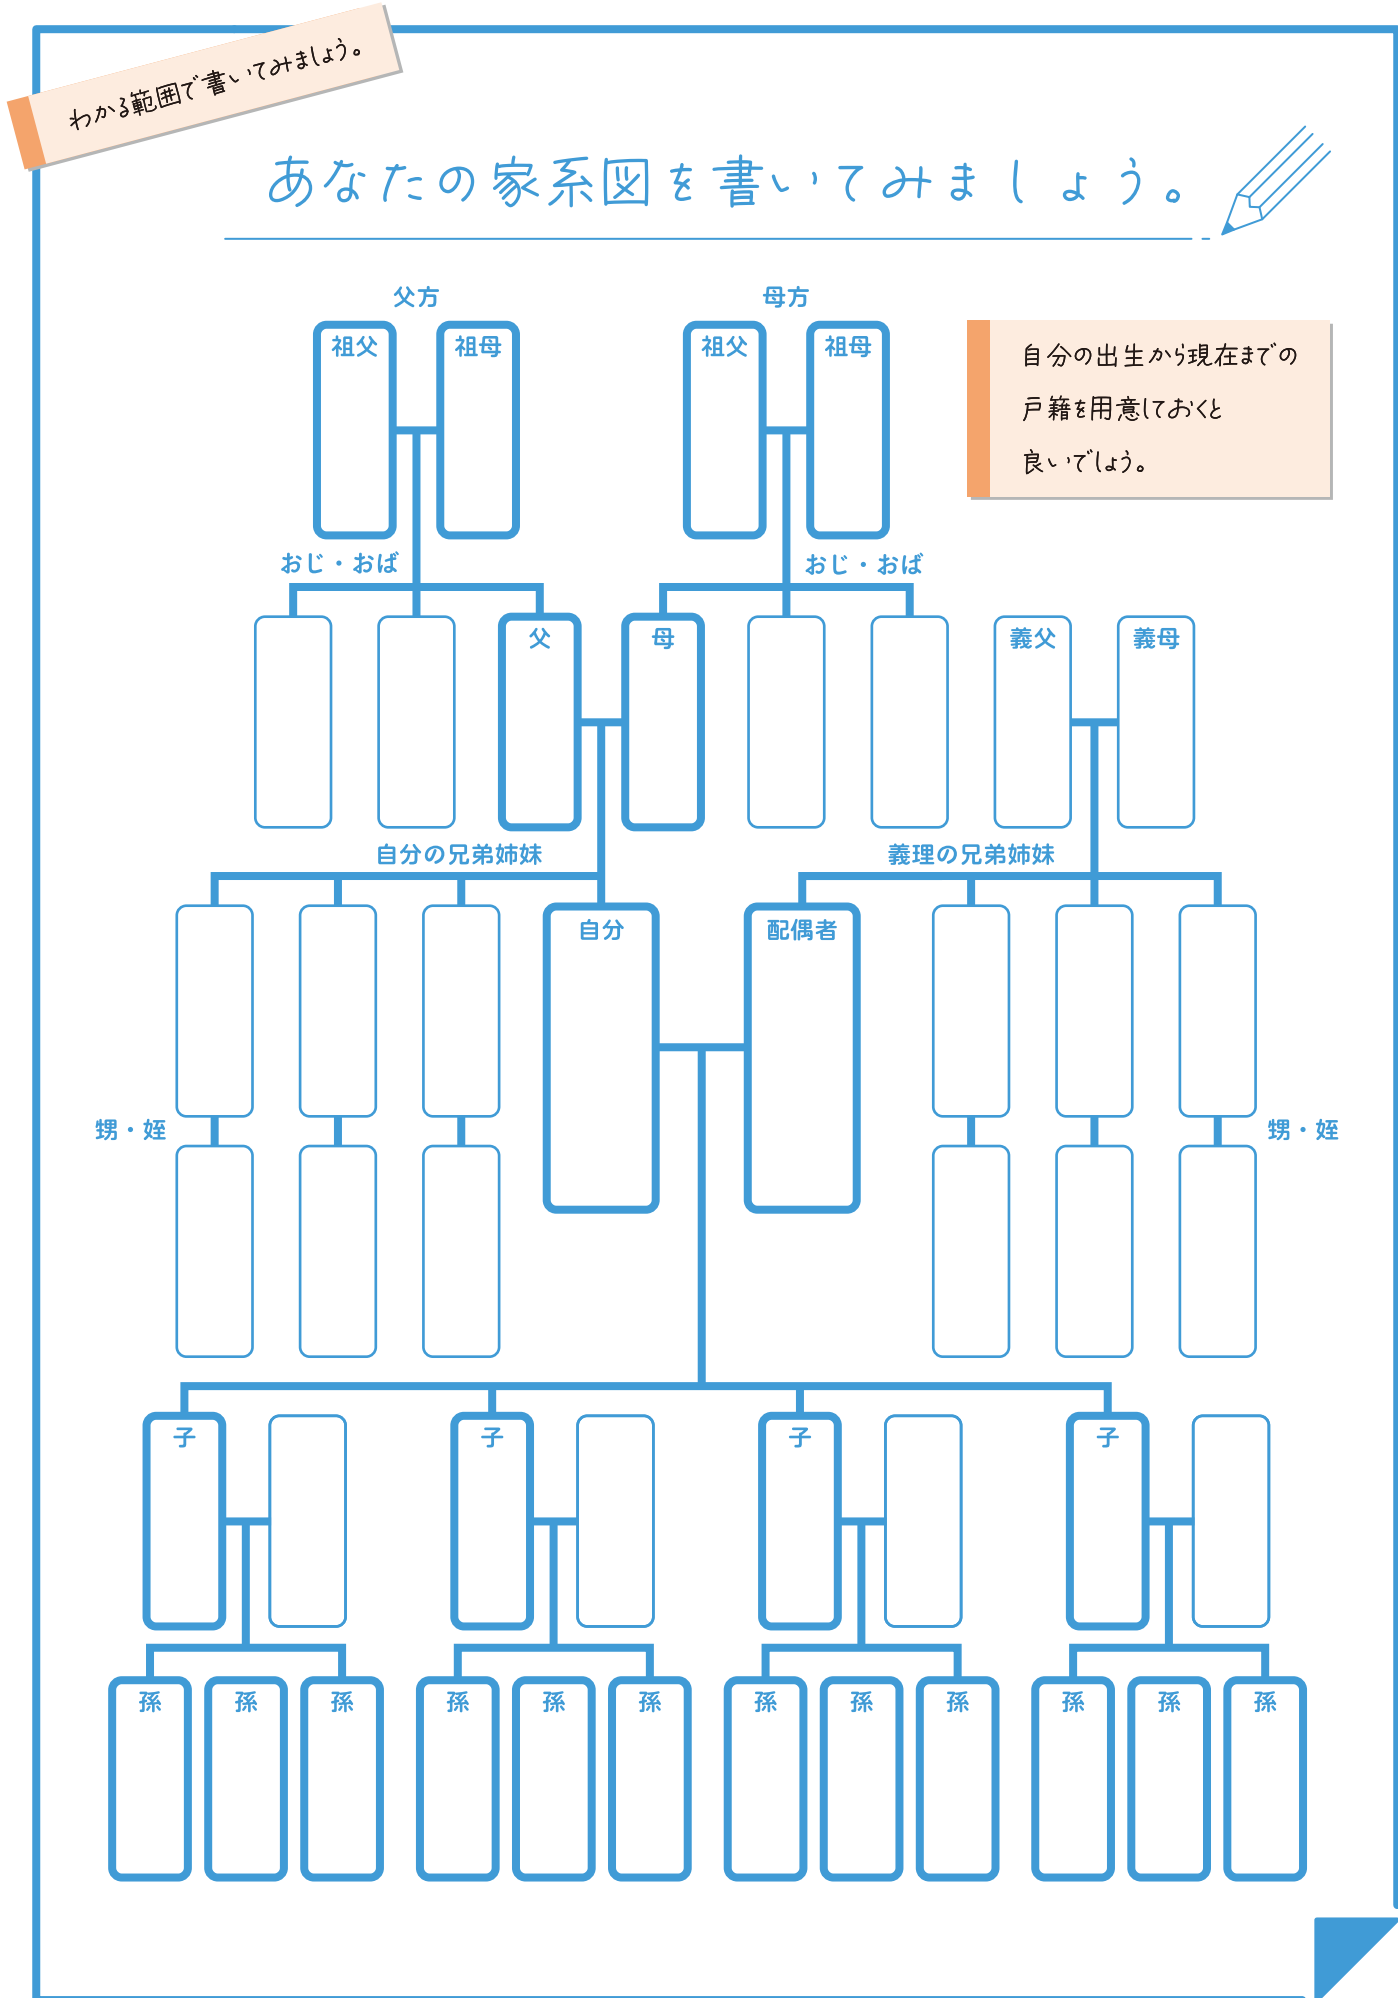 わかる範囲で書いてみましょう。
あなたの家系図を書いてみましょう。
父方
母方
祖父
祖母
祖父
祖母
自分の出生から現在までの
戸籍を用意しておくと
良いでしょう。
おじ・おば
おじ・おば
父
母
義父
義母
自分の兄弟姉妹
義理の兄弟姉妹
自分
配偶者
甥・姪
甥・姪
子
子
子
子
孫
孫
孫
孫
孫
孫
孫
孫
孫
孫
孫
孫